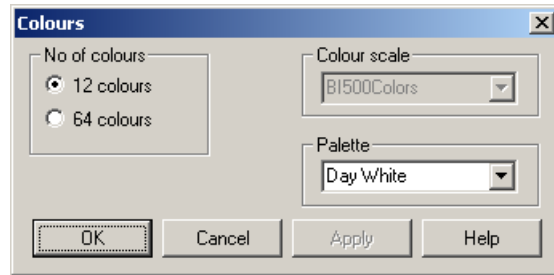 Colours
No of colours
12 colours
64 colours
Colour scale
BI500Colors
Palette
Day White
OK
Cancel
Apply
Help